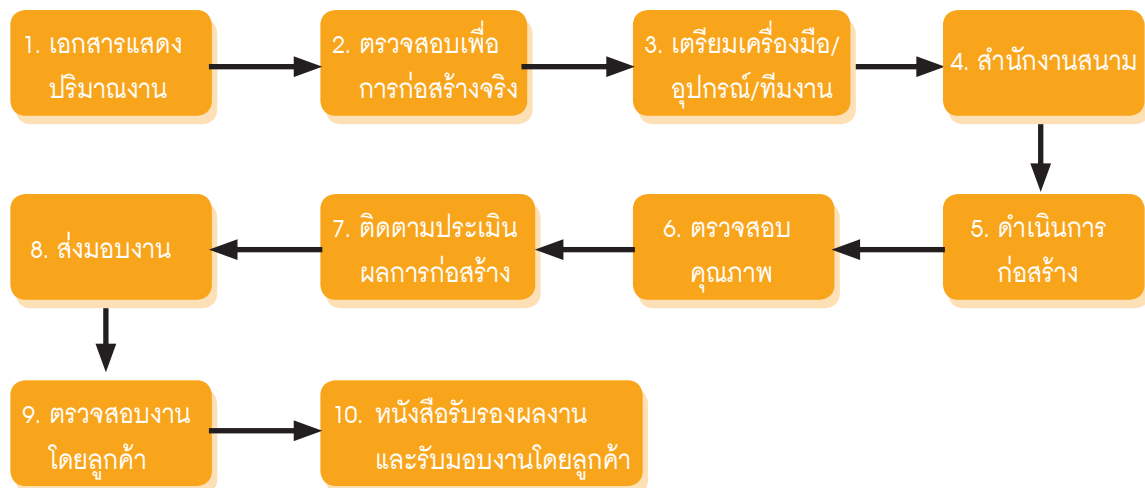 1. เอกสารแสดง
ปริมาณงาน
2. ตรวจสอบเพื่อ
การก่อสร้างจริง
3. เตรียมเครื่องมือ/
อุปกรณ์/ทีมงาน
4. สำนักงานสนาม
5. ดำเนินการ
ก่อสร้าง
6. ตรวจสอบ
คุณภาพ
7. ติดตามประเมิน
ผลการก่อสร้าง
8. ส่งมอบงาน
9. ตรวจสอบงาน
โดยลูกค้า
10. หนังสือรับรองผลงาน
และรับมอบงานโดยลูกค้า